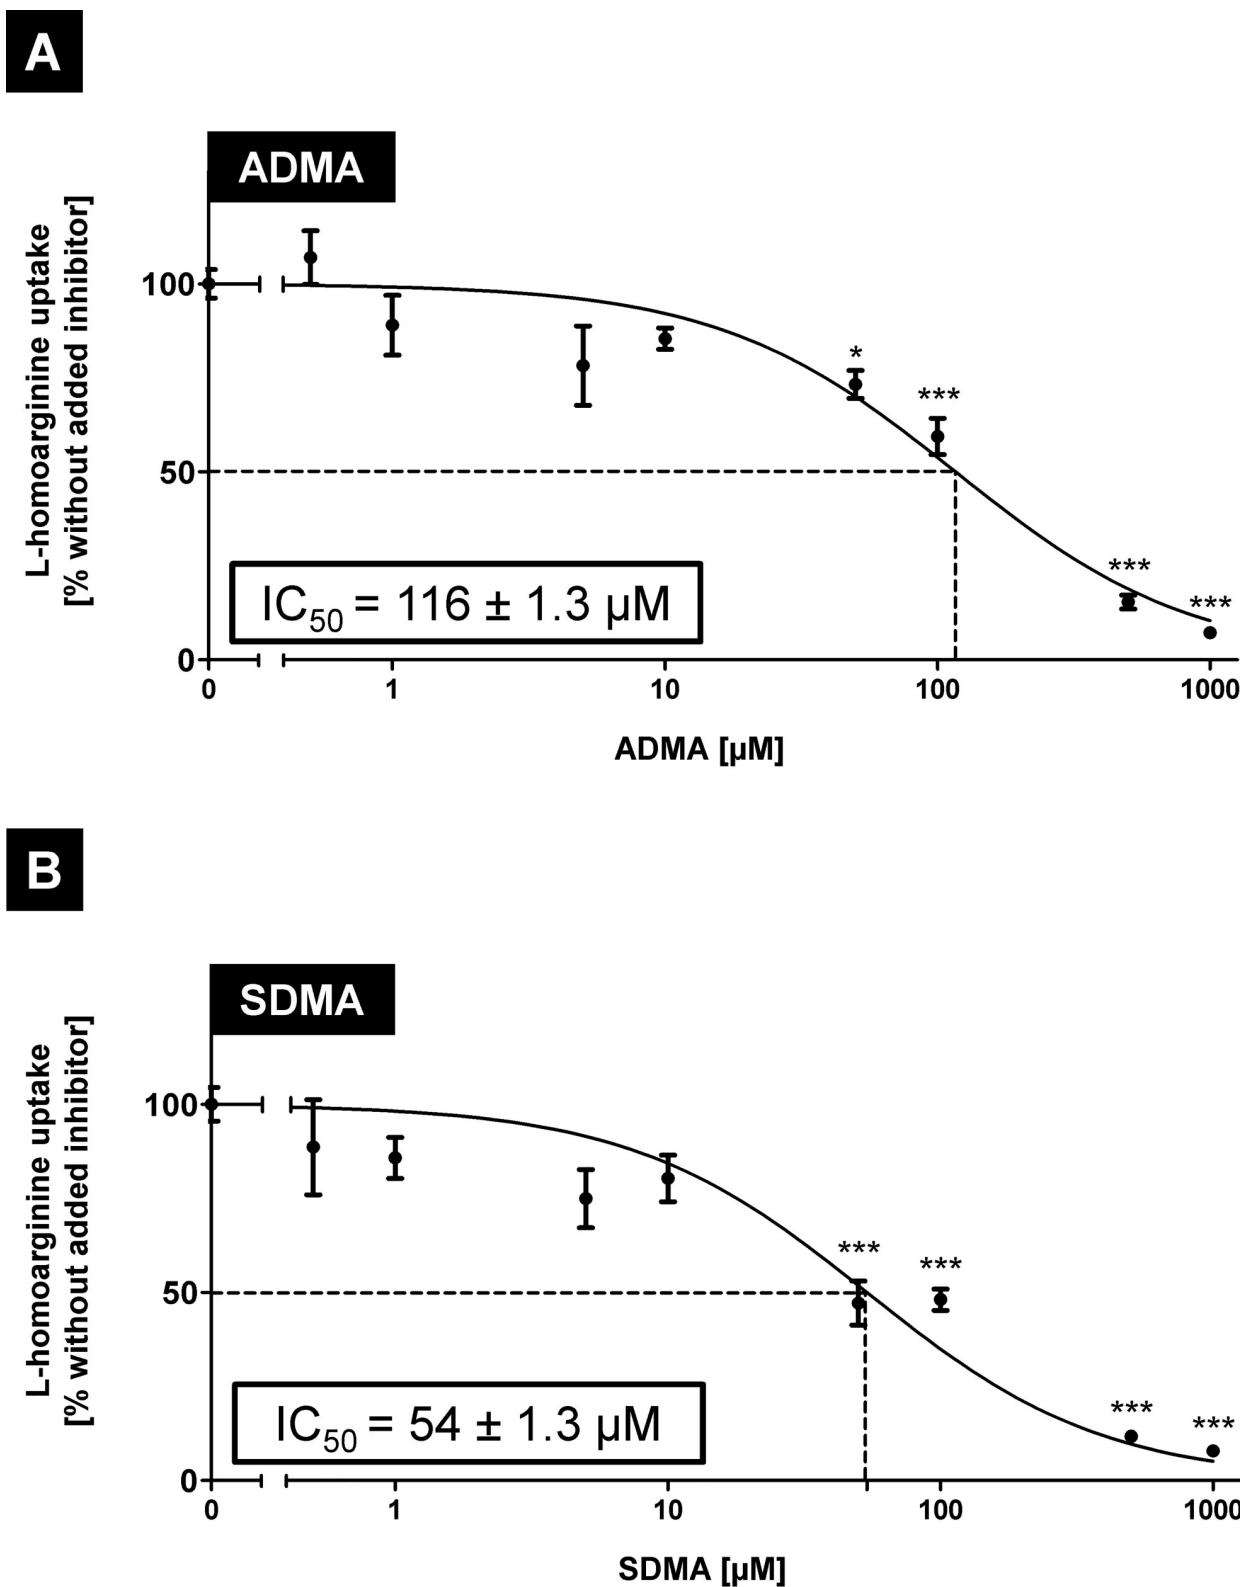 A
ADMA
L-homoarginine uptake
[% without added inhibitor]
100
50
0
*
***
***
***
IC50 = 116 ± 1.3 µM
0
1
10
100
1000
ADMA [µM]
B
SDMA
L-homoarginine uptake
[% without added inhibitor]
100
50
0
***
***
***
***
IC50 = 54 ± 1.3 µM
0
1
10
100
1000
SDMA [µM]